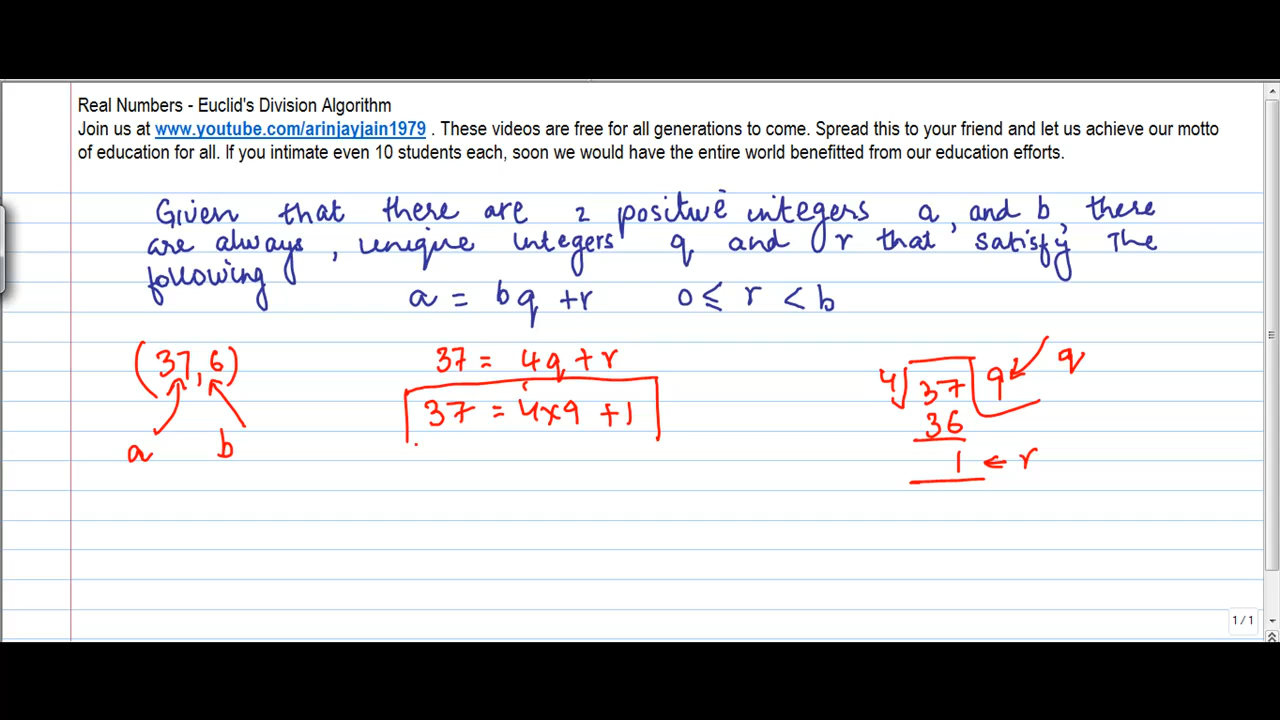 Real Numbers - Euclid's Division Algorithm
Join us at www.youtube.com/arinjayjain1979 . These videos are free for all generations to come. Spread this to your friend and let us achieve our motto
of education for all. If you intimate even 10 students each, soon we would have the entire world benefitted from our education efforts.
Given that there are 2 positive integers a, and b, there
are always, unique integers q and r that satisfy The
following
a = bq + r 0 ≤ r < b
(37, 6) 37 = 4q + r
37 = 4x9 + 1
a b
4 37 9 q
36
1 ← r
1 / 1